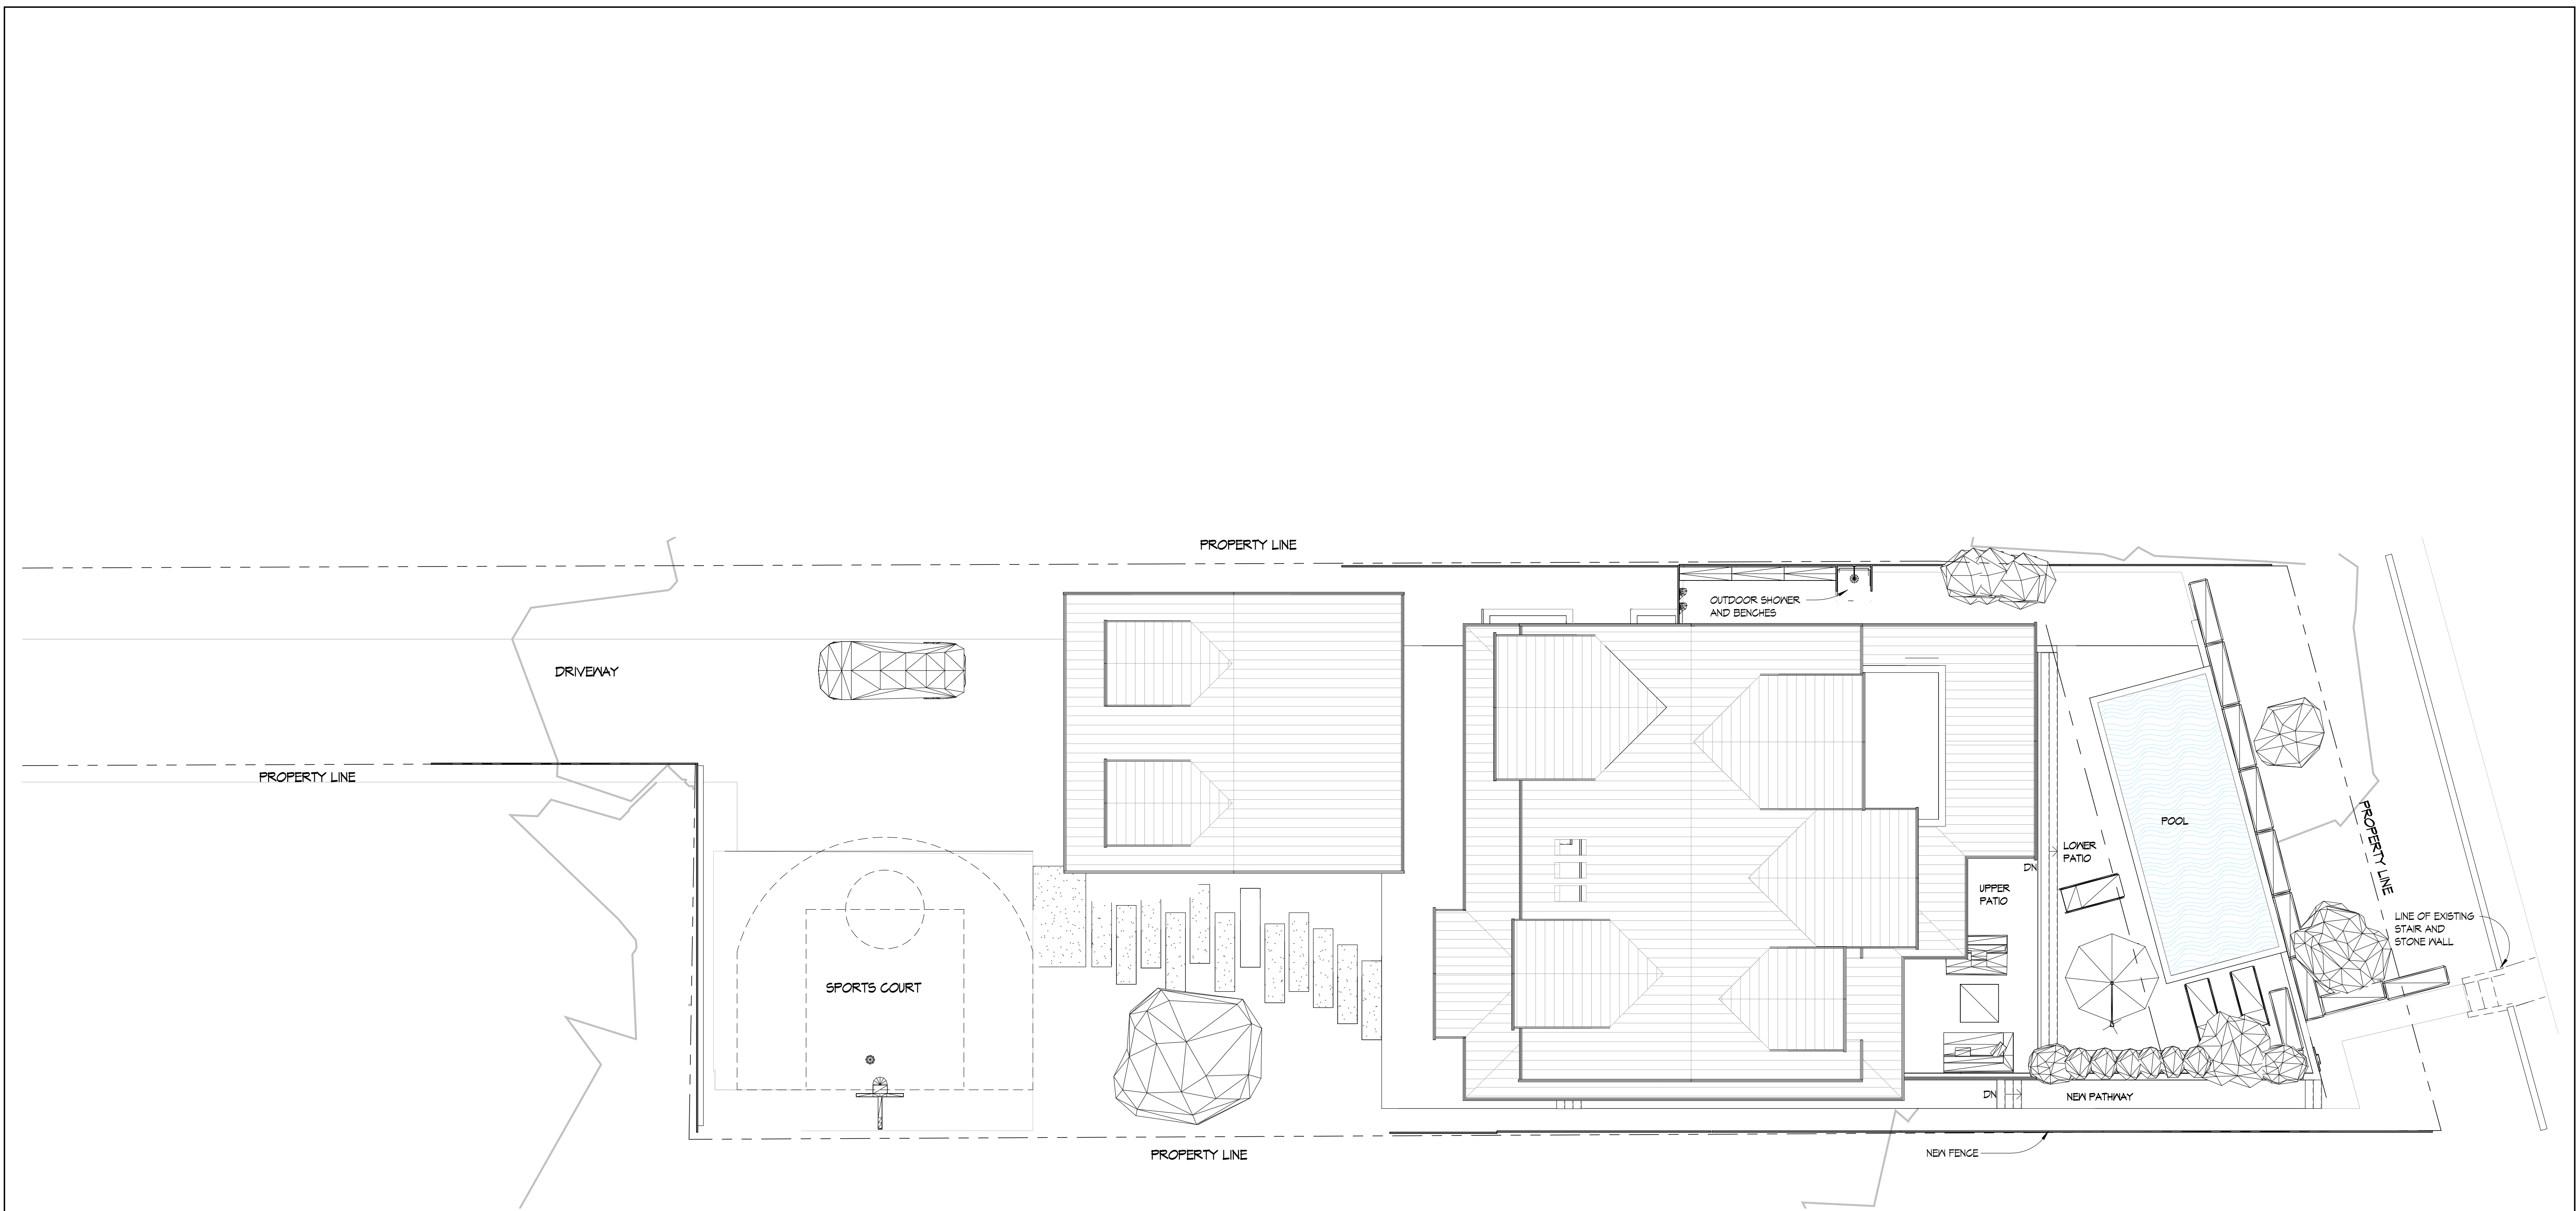 PROPERTY LINE
OUTDOOR SHOWER
AND BENCHES
DRIVEWAY
PROPERTY LINE
POOL
PROPERTY LINE
LOWER
PATIO
DN
UPPER
PATIO
LINE OF EXISTING
STAIR AND
STONE WALL
SPORTS COURT
DN
NEW PATHWAY
PROPERTY LINE
NEW FENCE